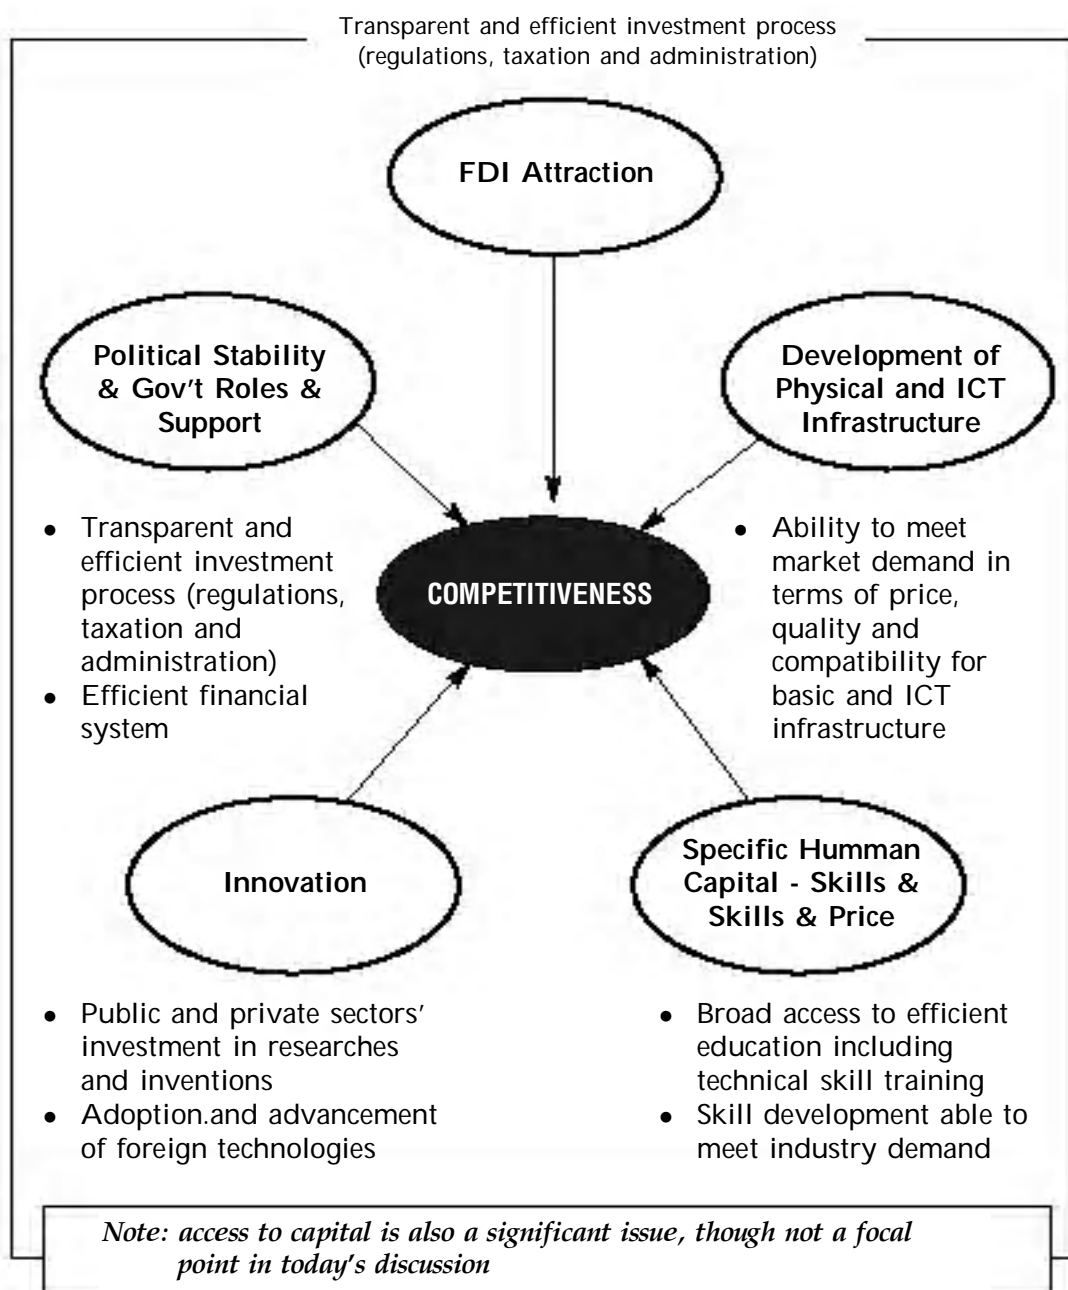 Transparent and efficient investment process
(regulations, taxation and administration)
FDI Attraction
Political Stability
& Gov't Roles &
Support
Development of
Physical and ICT
Infrastructure
● Transparent and
efficient investment
process (regulations,
taxation and
administration)
● Efficient financial
system
COMPETITIVENESS
● Ability to meet
market demand in
terms of price,
quality and
compatibility for
basic and ICT
infrastructure
Innovation
Specific Humman
Capital - Skills &
Skills & Price
● Public and private sectors'
investment in researches
and inventions
● Adoption.and advancement
of foreign technologies
● Broad access to efficient
education including
technical skill training
● Skill development able to
meet industry demand
Note: access to capital is also a significant issue, though not a focal
point in today's discussion